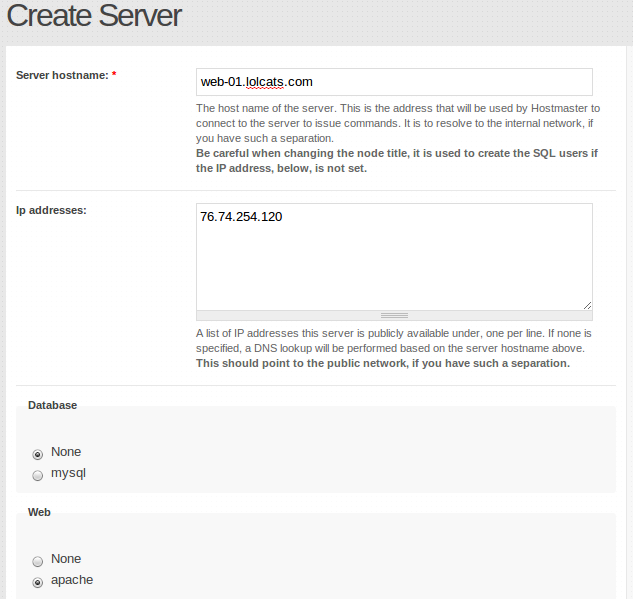 Create Server
Server hostname: *
web-01.lolcats.com
The host name of the server. This is the address that will be used by Hostmaster to
connect to the server to issue commands. It is to resolve to the internal network, if
you have such a separation.
Be careful when changing the node title, it is used to create the SQL users if
the IP address, below, is not set.
Ip addresses:
76.74.254.120
A list of IP addresses this server is publicly available under, one per line. If none is
specified, a DNS lookup will be performed based on the server hostname above.
This should point to the public network, if you have such a separation.
Database
None
mysql
Web
None
apache